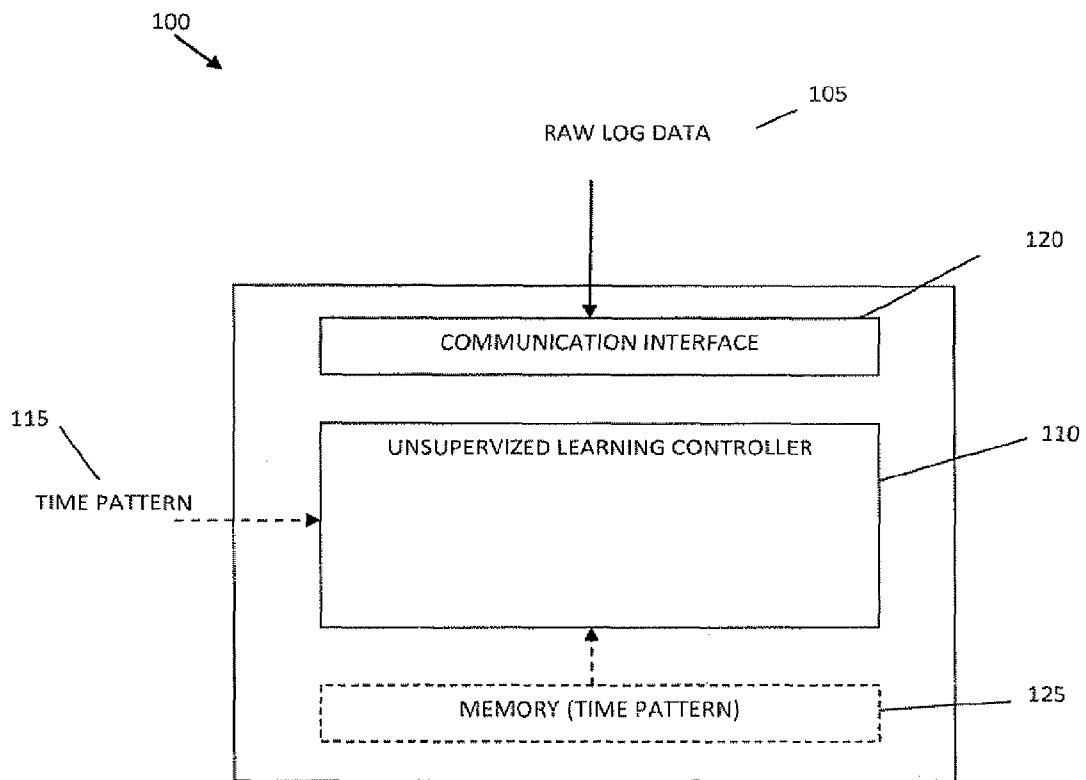 100
105
RAW LOG DATA
120
COMMUNICATION INTERFACE
115
UNSUPERVIZED LEARNING CONTROLLER
110
TIME PATTERN
MEMORY (TIME PATTERN)
125